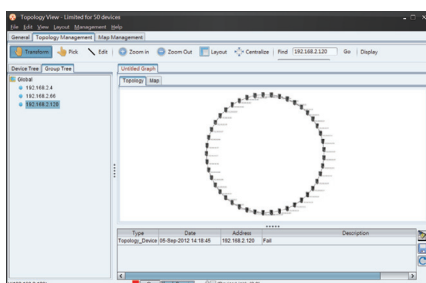 Topology View - Limited for 50 devices
File Edit View Layout Management Help
General Topology Management Map Management
Transform Pick Edit Zoom in Zoom Out Layout Centralize Find 192.168.2.120 Go Display
Device Tree Group Tree
Untitled Graph
Global
192.168.2.4
192.168.2.66
192.168.2.120
Topology Map
Type Date Address Description
Topology_Device 05-Sep-2012 14:18:45 192.168.2.120 Fail